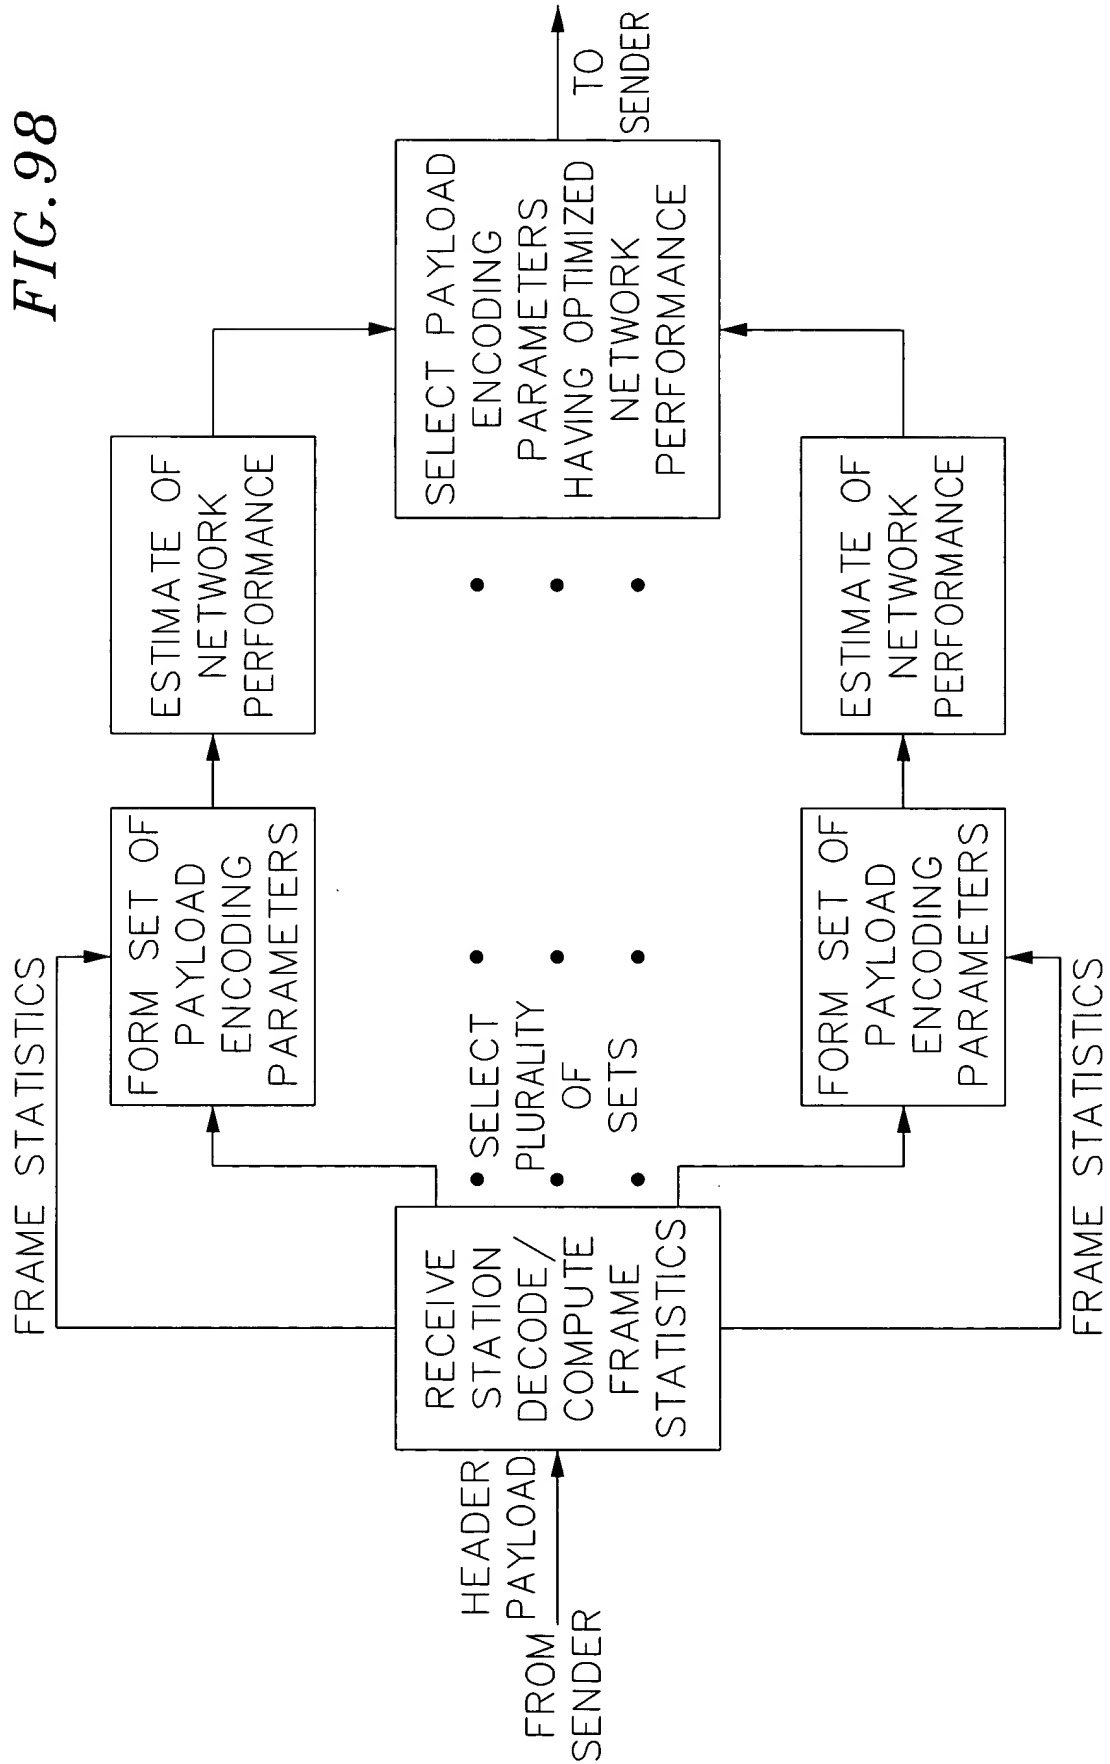 FIG.98
HEADER
PAYLOAD
FROM
SENDER
RECEIVE
STATION
DECODE/
COMPUTE
FRAME
STATISTICS
FRAME STATISTICS
FRAME STATISTICS
SELECT
PLURALITY
OF
SETS
FORM SET OF
PAYLOAD
ENCODING
PARAMETERS
ESTIMATE OF
NETWORK
PERFORMANCE
FORM SET OF
PAYLOAD
ENCODING
PARAMETERS
ESTIMATE OF
NETWORK
PERFORMANCE
SELECT PAYLOAD
ENCODING
PARAMETERS
HAVING OPTIMIZED
NETWORK
PERFORMANCE
TO
SENDER